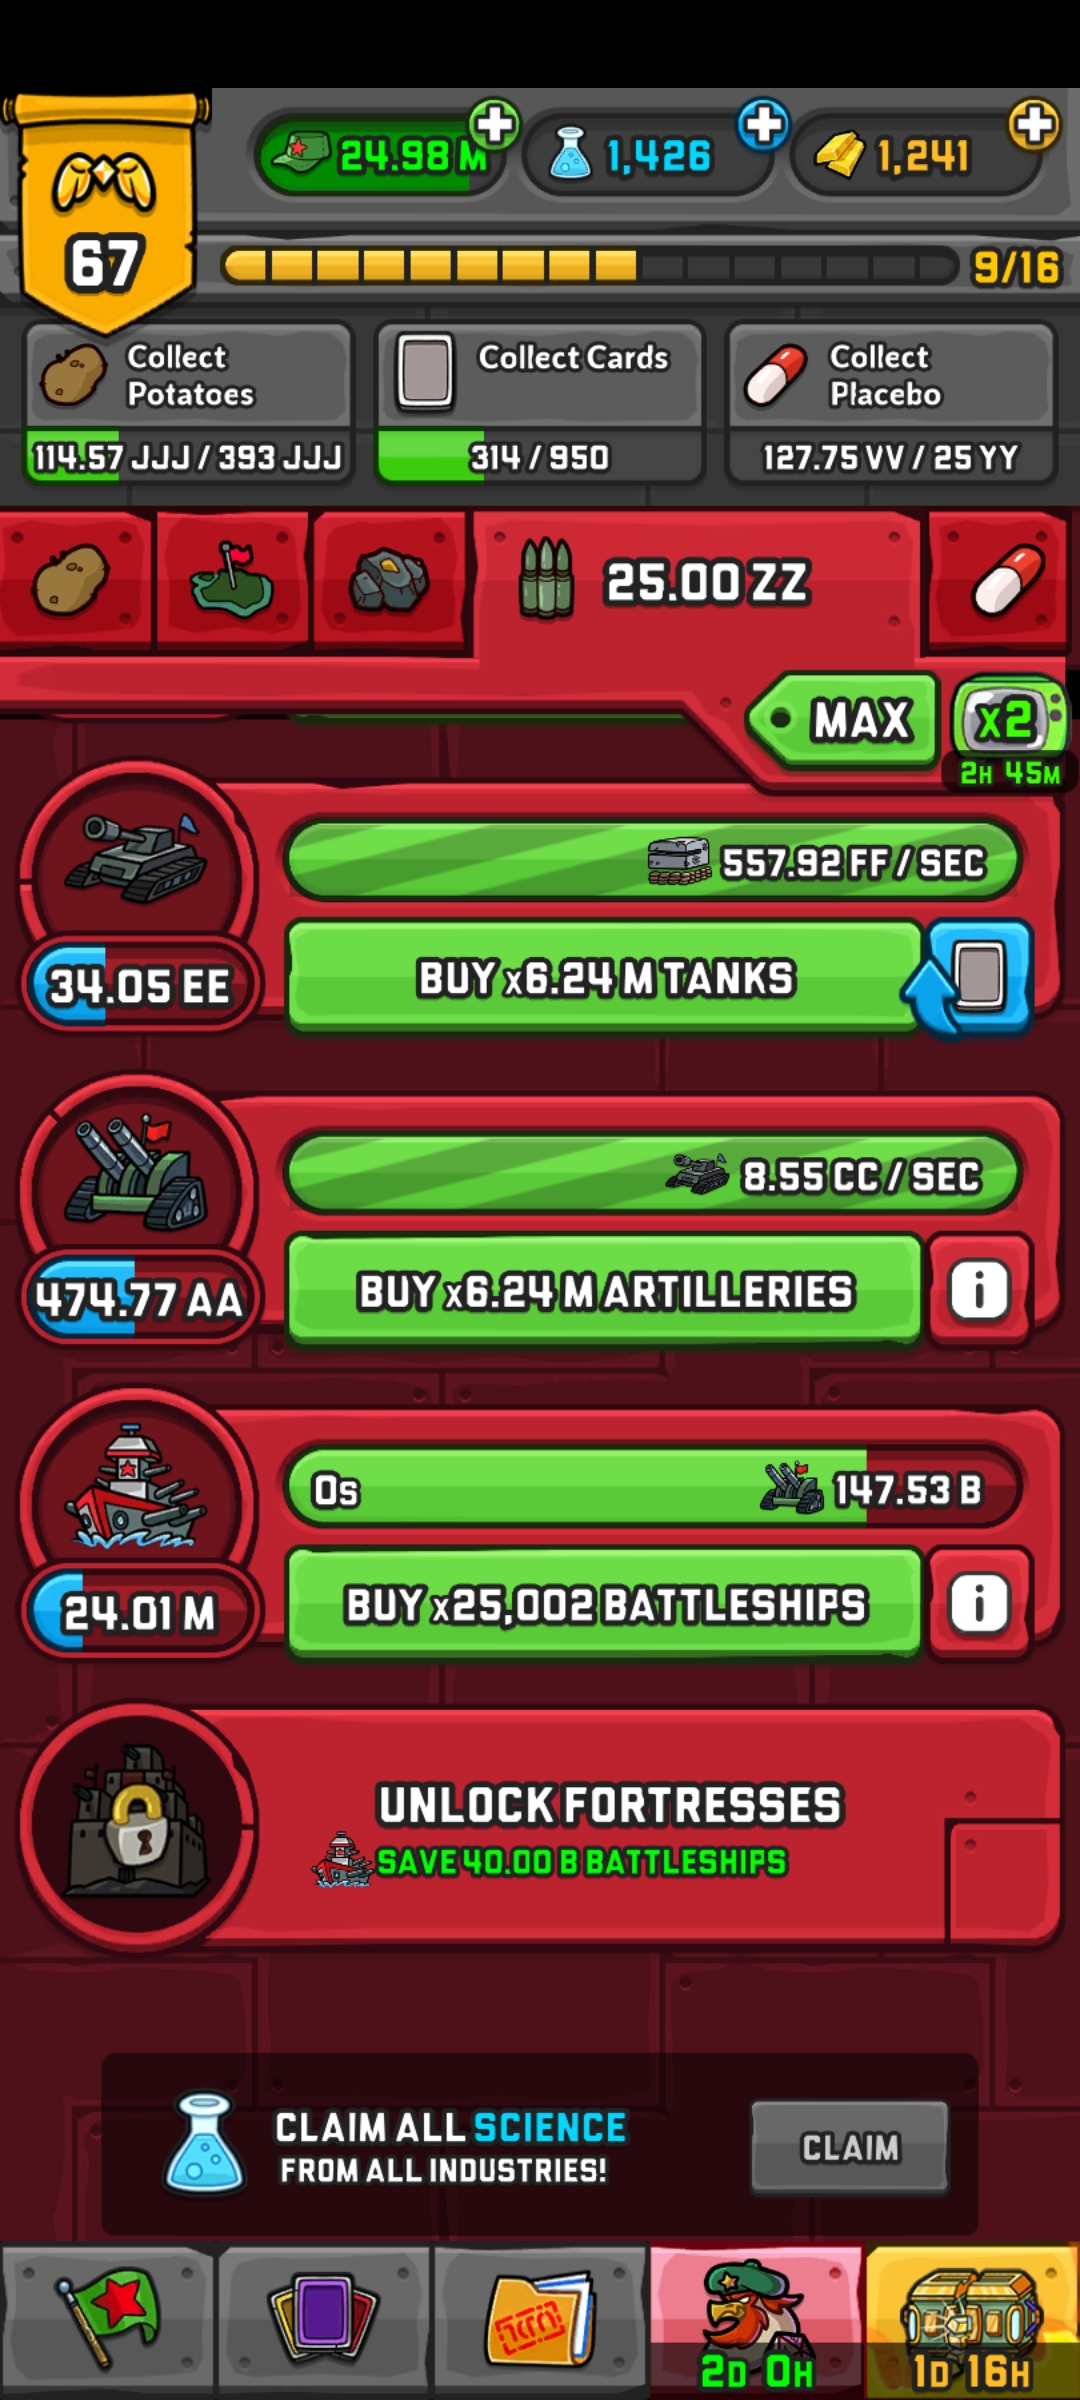 24.98 M
1,426
1,241
67
9/16
Collect
Potatoes
114.57 JJJ / 393 JJJ
Collect Cards
314 / 950
Collect
Placebo
127.75 VV / 25 YY
25.00 ZZ
MAX
x2
2H 45M
557.92 FF / SEC
34.05 EE
BUY x6.24 M TANKS
8.55 CC / SEC
474.77 AA
BUY x6.24 M ARTILLERIES
i
0s
147.53 B
24.01 M
BUY x25,002 BATTLESHIPS
i
UNLOCK FORTRESSES
SAVE 40.00 B BATTLESHIPS
CLAIM ALL SCIENCE
FROM ALL INDUSTRIES!
CLAIM
2D 0H
1D 16H